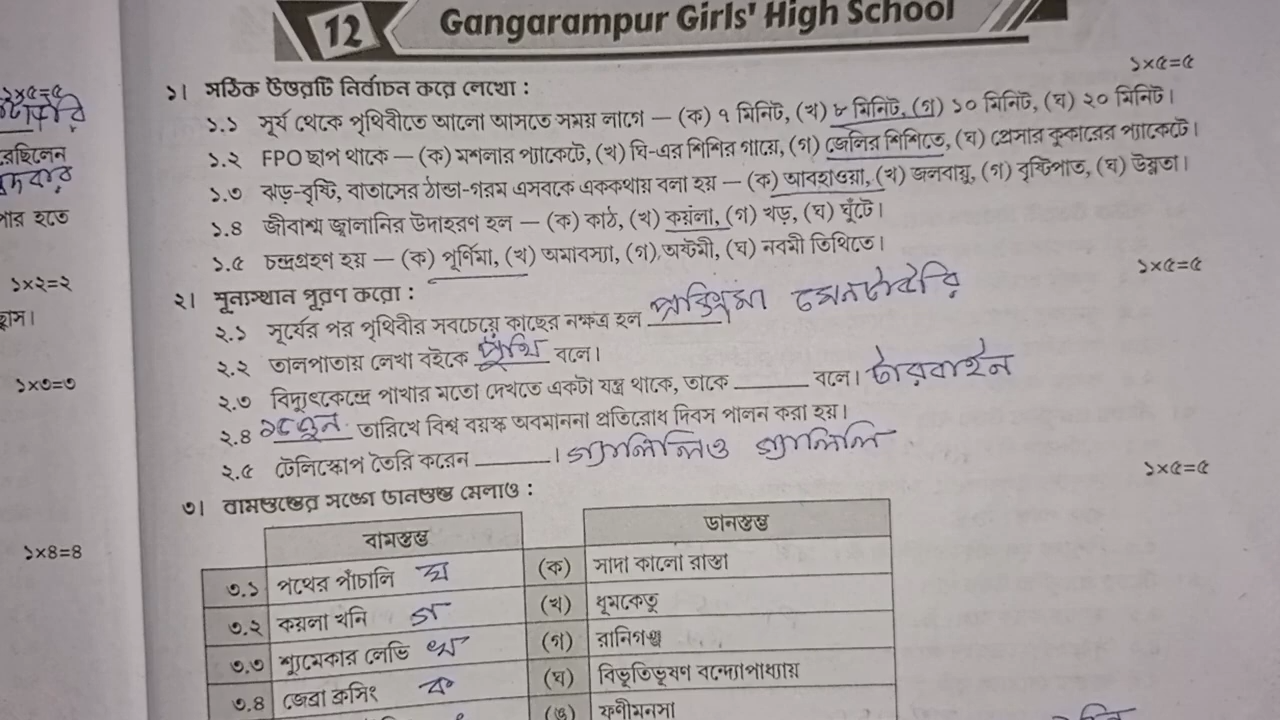 12 Gangarampur Girls' High School
১×৫=৫
১। সঠিক উত্তরটি নির্বাচন করে লেখো : ১×৫=৫
১.১ সূর্য থেকে পৃথিবীতে আলো আসতে সময় লাগে — (ক) ৭ মিনিট, (খ) ৮ মিনিট, (গ) ১০ মিনিট, (ঘ) ২০ মিনিট।
১.২ FPO ছাপ থাকে — (ক) মশলার প্যাকেটে, (খ) ঘি-এর শিশির গায়ে, (গ) জেলির শিশিতে, (ঘ) প্রেসার কুকারের প্যাকেটে।
১.৩ ঝড়-বৃষ্টি, বাতাসের ঠান্ডা-গরম এসবকে এককথায় বলা হয় — (ক) আবহাওয়া, (খ) জলবায়ু, (গ) বৃষ্টিপাত, (ঘ) উষ্ণতা।
পার হতে
১.৪ জীবাশ্ম জ্বালানির উদাহরণ হল — (ক) কাঠ, (খ) কয়লা, (গ) খড়, (ঘ) ঘুঁটে।
১.৫ চন্দ্রগ্রহণ হয় — (ক) পূর্ণিমা, (খ) অমাবস্যা, (গ) অষ্টমী, (ঘ) নবমী তিথিতে।
১×২=২
২। শূন্যস্থান পূরণ করো : ১×৫=৫
২.১ সূর্যের পর পৃথিবীর সবচেয়ে কাছের নক্ষত্র হল ______। সেনটোউরি
২.২ তালপাতায় লেখা বইকে পুঁথি বলে।
১×৩=৩
২.৩ বিদ্যুৎকেন্দ্রে পাখার মতো দেখতে একটা যন্ত্র থাকে, তাকে ______ বলে। টারবাইন
২.৪ ১৫ জুন তারিখে বিশ্ব বয়স্ক অবমাননা প্রতিরোধ দিবস পালন করা হয়।
২.৫ টেলিস্কোপ তৈরি করেন ______। গ্যালিলিও গ্যালিলি
৩। বামস্তম্ভের সঙ্গে ডানস্তম্ভ মেলাও : ১×৫=৫
১×৪=৪
বামস্তম্ভ ডানস্তম্ভ
৩.১ পথের পাঁচালি ঘ (ক) সাদা কালো রাস্তা
৩.২ কয়লা খনি গ (খ) ধূমকেতু
৩.৩ শ্যুমেকার লেভি খ (গ) রানিগঞ্জ
৩.৪ জেব্রা ক্রসিং ক (ঘ) বিভূতিভূষণ বন্দ্যোপাধ্যায়
(ঙ) ফণীমনসা